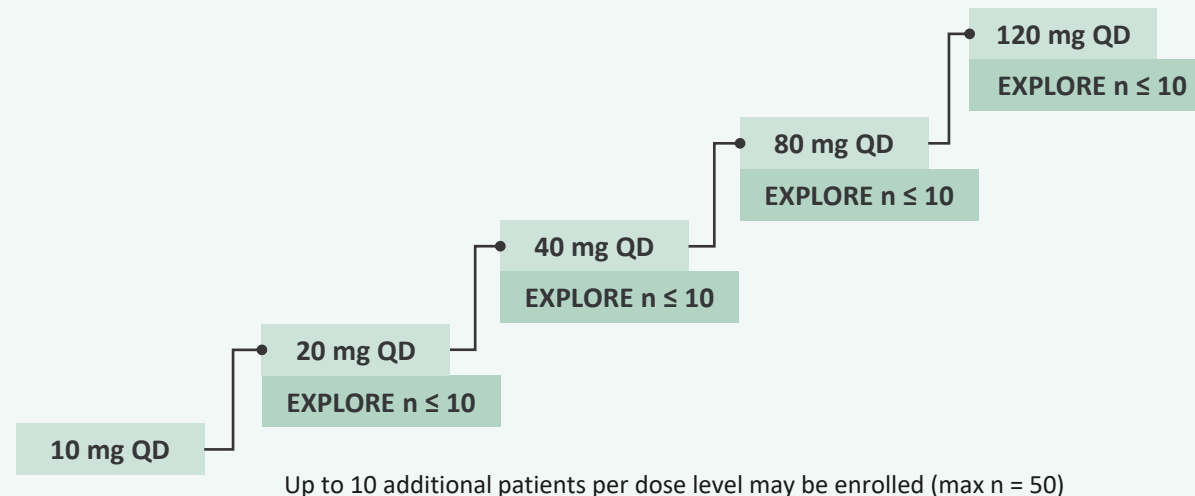 120 mg QD
EXPLORE n ≤ 10
80 mg QD
EXPLORE n ≤ 10
40 mg QD
EXPLORE n ≤ 10
20 mg QD
EXPLORE n ≤ 10
10 mg QD
Up to 10 additional patients per dose level may be enrolled (max n = 50)